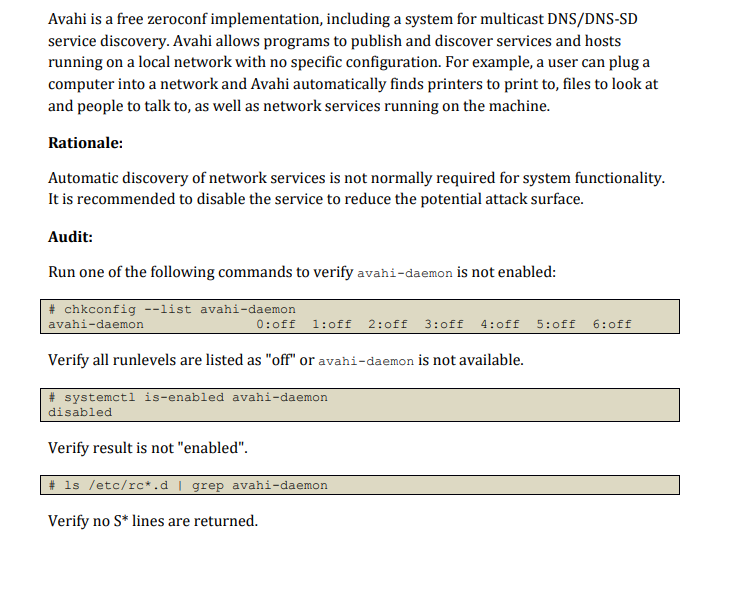 Avahi is a free zeroconf implementation, including a system for multicast DNS/DNS-SD
service discovery. Avahi allows programs to publish and discover services and hosts
running on a local network with no specific configuration. For example, a user can plug a
computer into a network and Avahi automatically finds printers to print to, files to look at
and people to talk to, as well as network services running on the machine.
Rationale:
Automatic discovery of network services is not normally required for system functionality.
It is recommended to disable the service to reduce the potential attack surface.
Audit:
Run one of the following commands to verify avahi-daemon is not enabled:
# chkconfig --list avahi-daemon
avahi-daemon 0:off 1:off 2:off 3:off 4:off 5:off 6:off
Verify all runlevels are listed as "off" or avahi-daemon is not available.
# systemctl is-enabled avahi-daemon
disabled
Verify result is not "enabled".
# ls /etc/rc*.d | grep avahi-daemon
Verify no S* lines are returned.